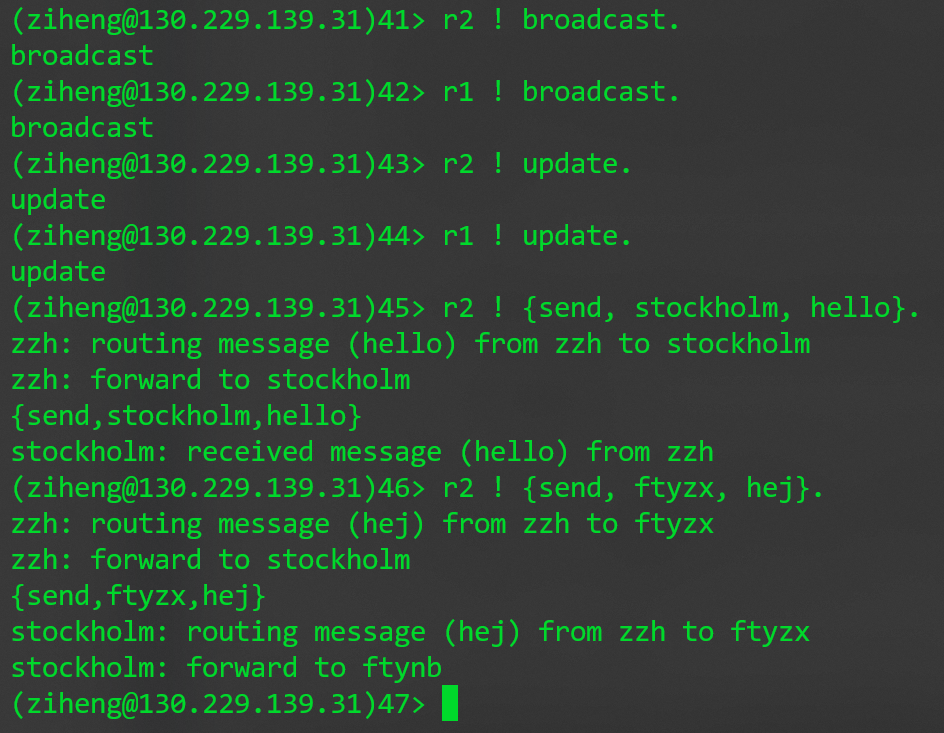 (ziheng@130.229.139.31)41> r2 ! broadcast.
broadcast
(ziheng@130.229.139.31)42> r1 ! broadcast.
broadcast
(ziheng@130.229.139.31)43> r2 ! update.
update
(ziheng@130.229.139.31)44> r1 ! update.
update
(ziheng@130.229.139.31)45> r2 ! {send, stockholm, hello}.
zzh: routing message (hello) from zzh to stockholm
zzh: forward to stockholm
{send,stockholm,hello}
stockholm: received message (hello) from zzh
(ziheng@130.229.139.31)46> r2 ! {send, ftyzx, hej}.
zzh: routing message (hej) from zzh to ftyzx
zzh: forward to stockholm
{send,ftyzx,hej}
stockholm: routing message (hej) from zzh to ftyzx
stockholm: forward to ftynb
(ziheng@130.229.139.31)47>